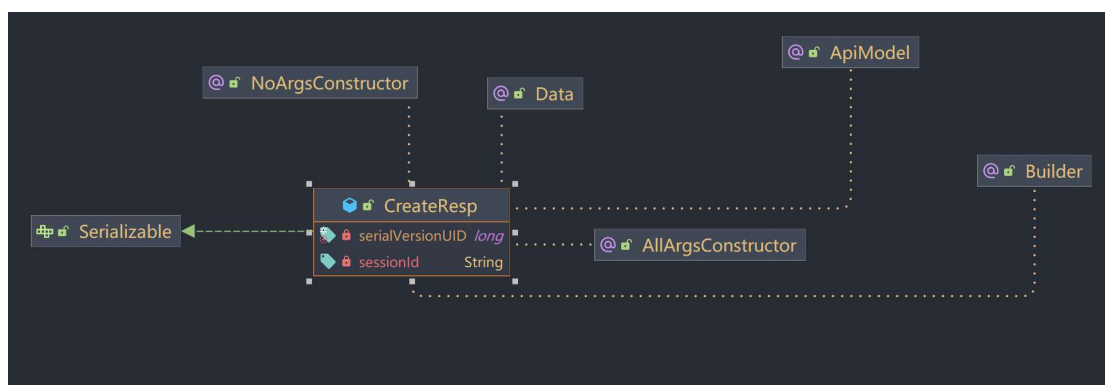 @ ApiModel
@ NoArgsConstructor
@ Data
@ Builder
CreateResp
Serializable
serialVersionUID long
@ AllArgsConstructor
sessionId String